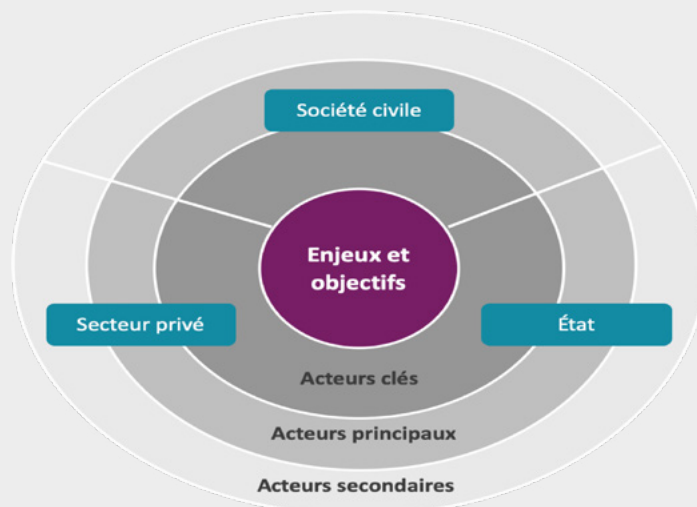 Société civile
Enjeux et
objectifs
Secteur privé
État
Acteurs clés
Acteurs principaux
Acteurs secondaires